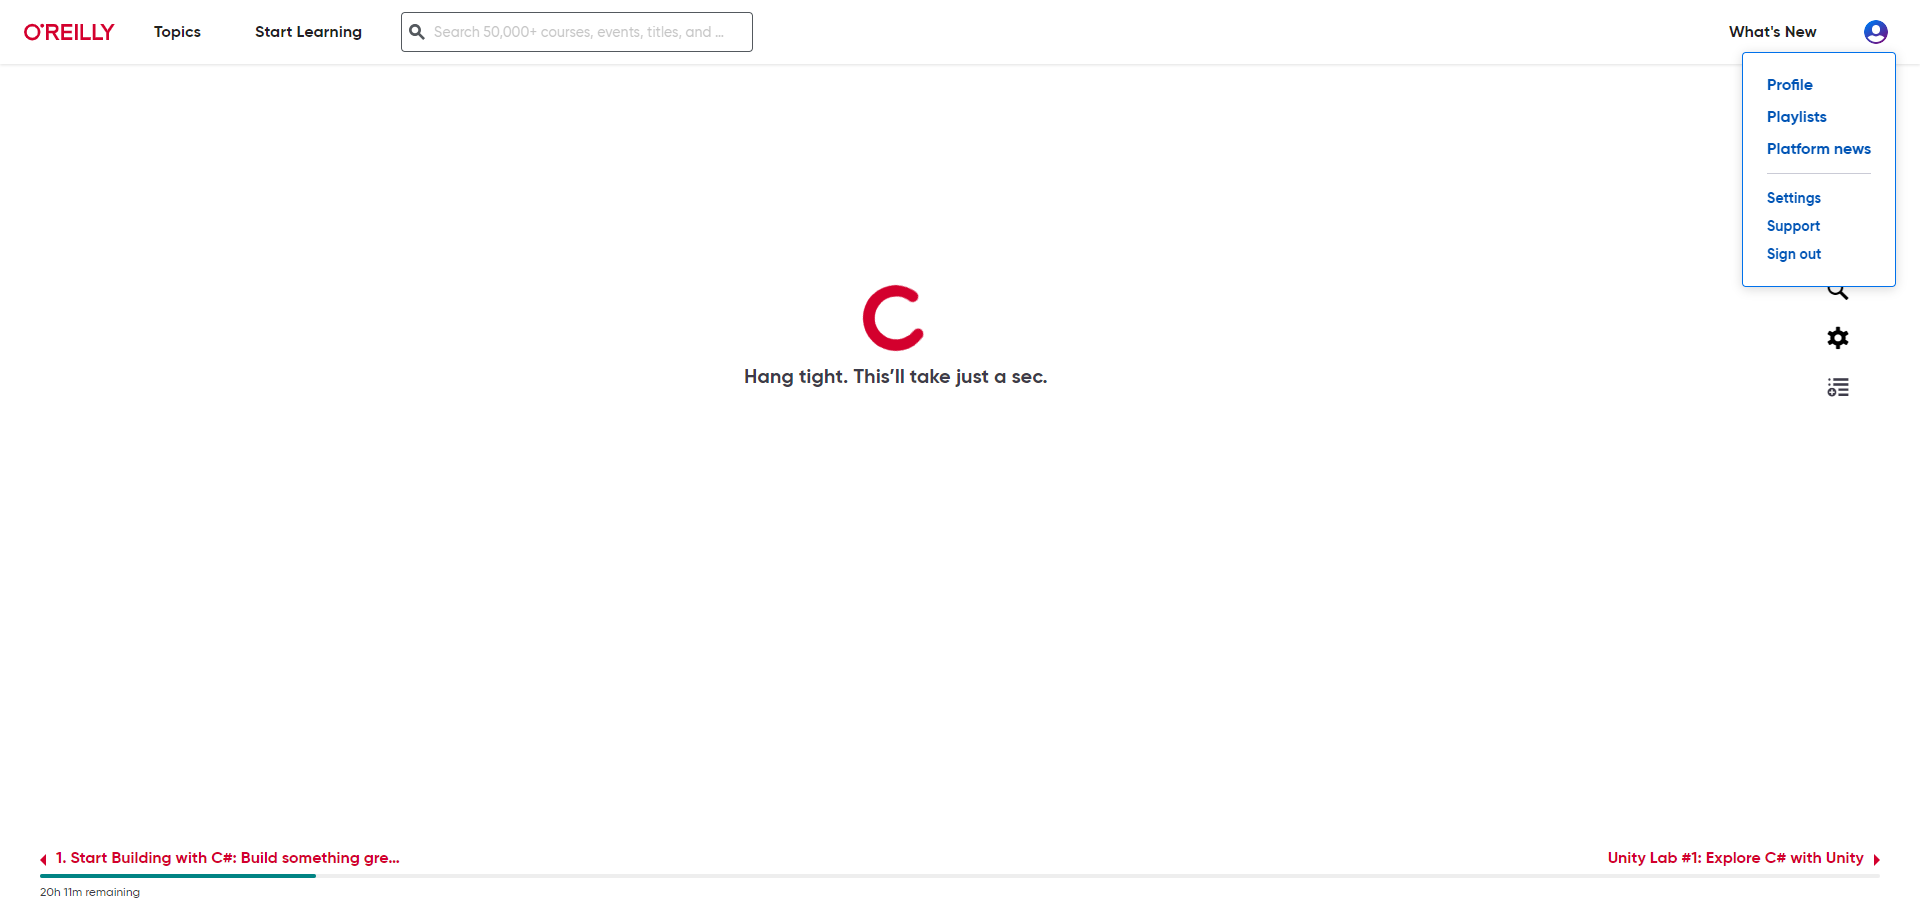 O'REILLY
Topics
Start Learning
Search 50,000+ courses, events, titles, and ...
What's New
Profile
Playlists
Platform news
Settings
Support
Sign out
Hang tight. This’ll take just a sec.
1. Start Building with C#: Build something gre...
Unity Lab #1: Explore C# with Unity
20h 11m remaining